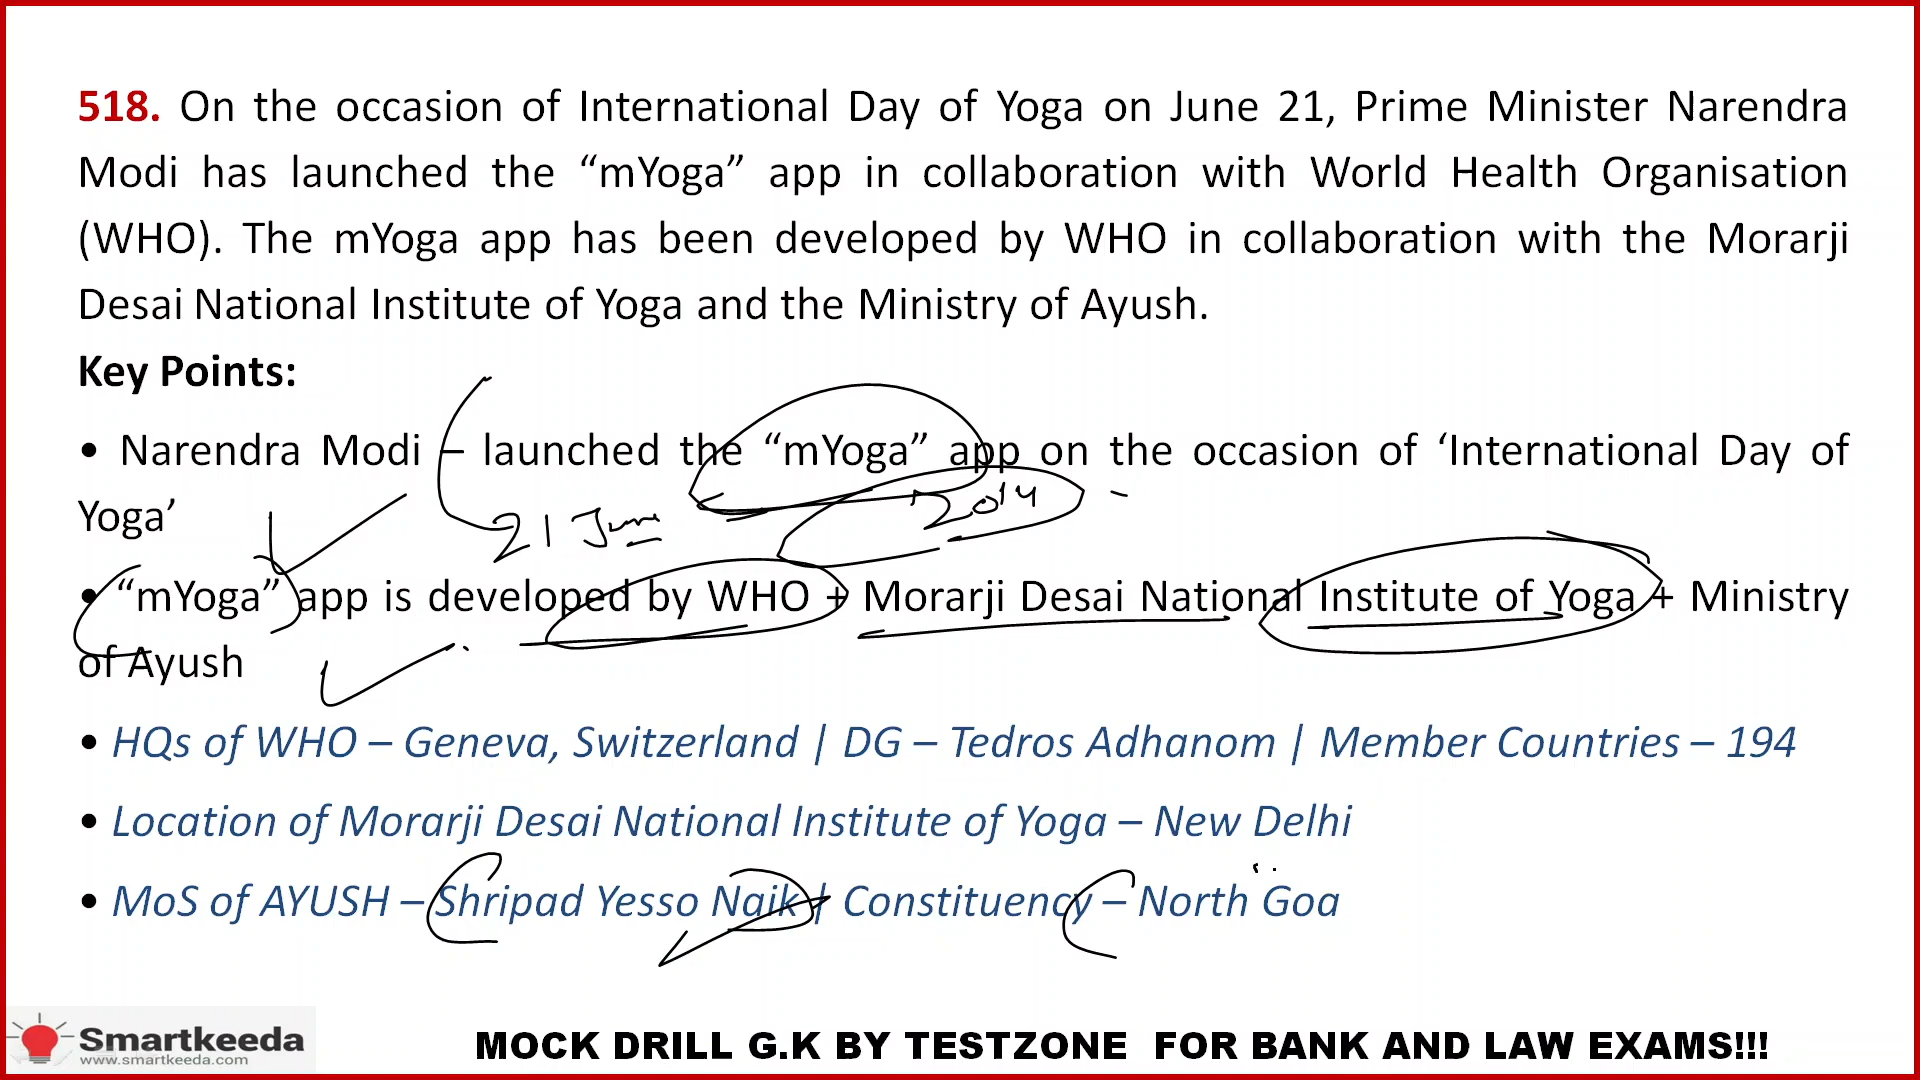 518. On the occasion of International Day of Yoga on June 21, Prime Minister Narendra
Modi has launched the “mYoga” app in collaboration with World Health Organisation
(WHO). The mYoga app has been developed by WHO in collaboration with the Morarji
Desai National Institute of Yoga and the Ministry of Ayush.
Key Points:
• Narendra Modi – launched the “mYoga” app on the occasion of ‘International Day of
Yoga’
21 June 2014 -
• “mYoga” app is developed by WHO + Morarji Desai National Institute of Yoga + Ministry
of Ayush
• HQs of WHO – Geneva, Switzerland | DG – Tedros Adhanom | Member Countries – 194
• Location of Morarji Desai National Institute of Yoga – New Delhi
• MoS of AYUSH – Shripad Yesso Naik | Constituency – North Goa
Smartkeeda
www.smartkeeda.com
MOCK DRILL G.K BY TESTZONE FOR BANK AND LAW EXAMS!!!